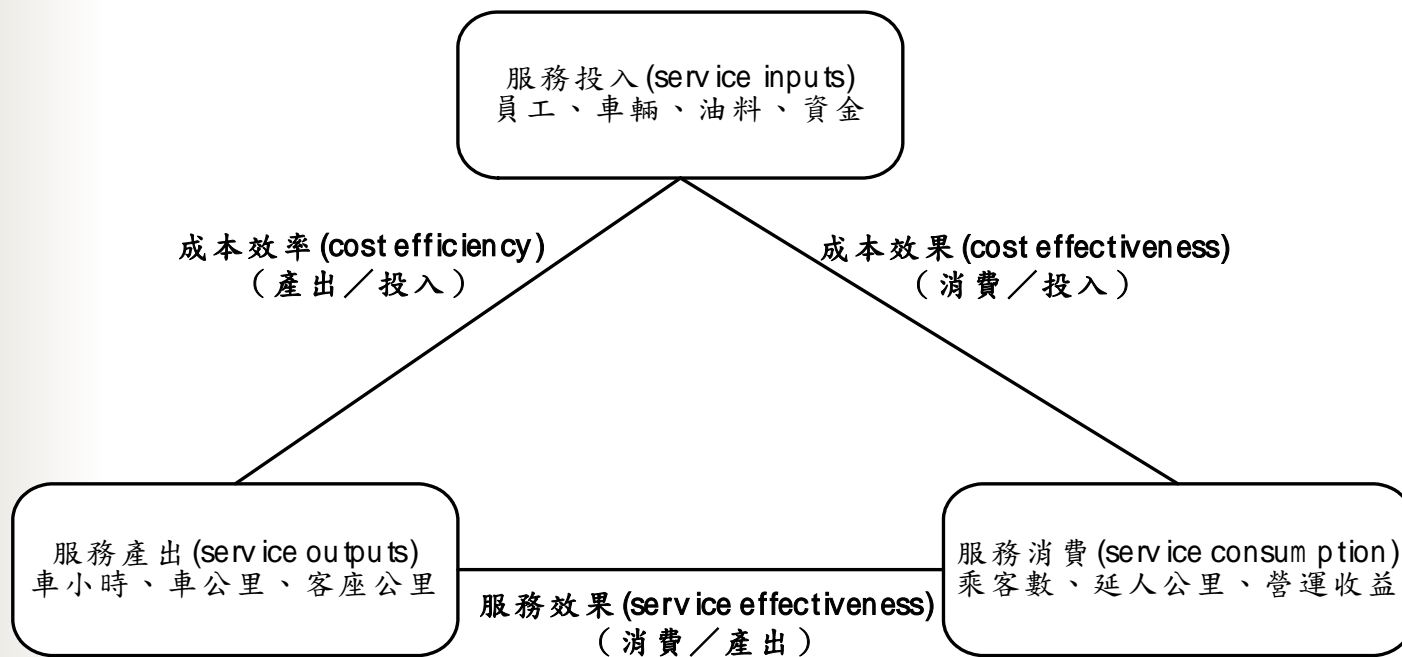 服務投入(service inputs)
員工、車輛、油料、資金
成本效率(cost efficiency)
（產出／投入）
成本效果(cost effectiveness)
（消費／投入）
服務產出(service outputs)
車小時、車公里、客座公里
服務消費(service consumption)
乘客數、延人公里、營運收益
服務效果(service effectiveness)
（消費／產出）